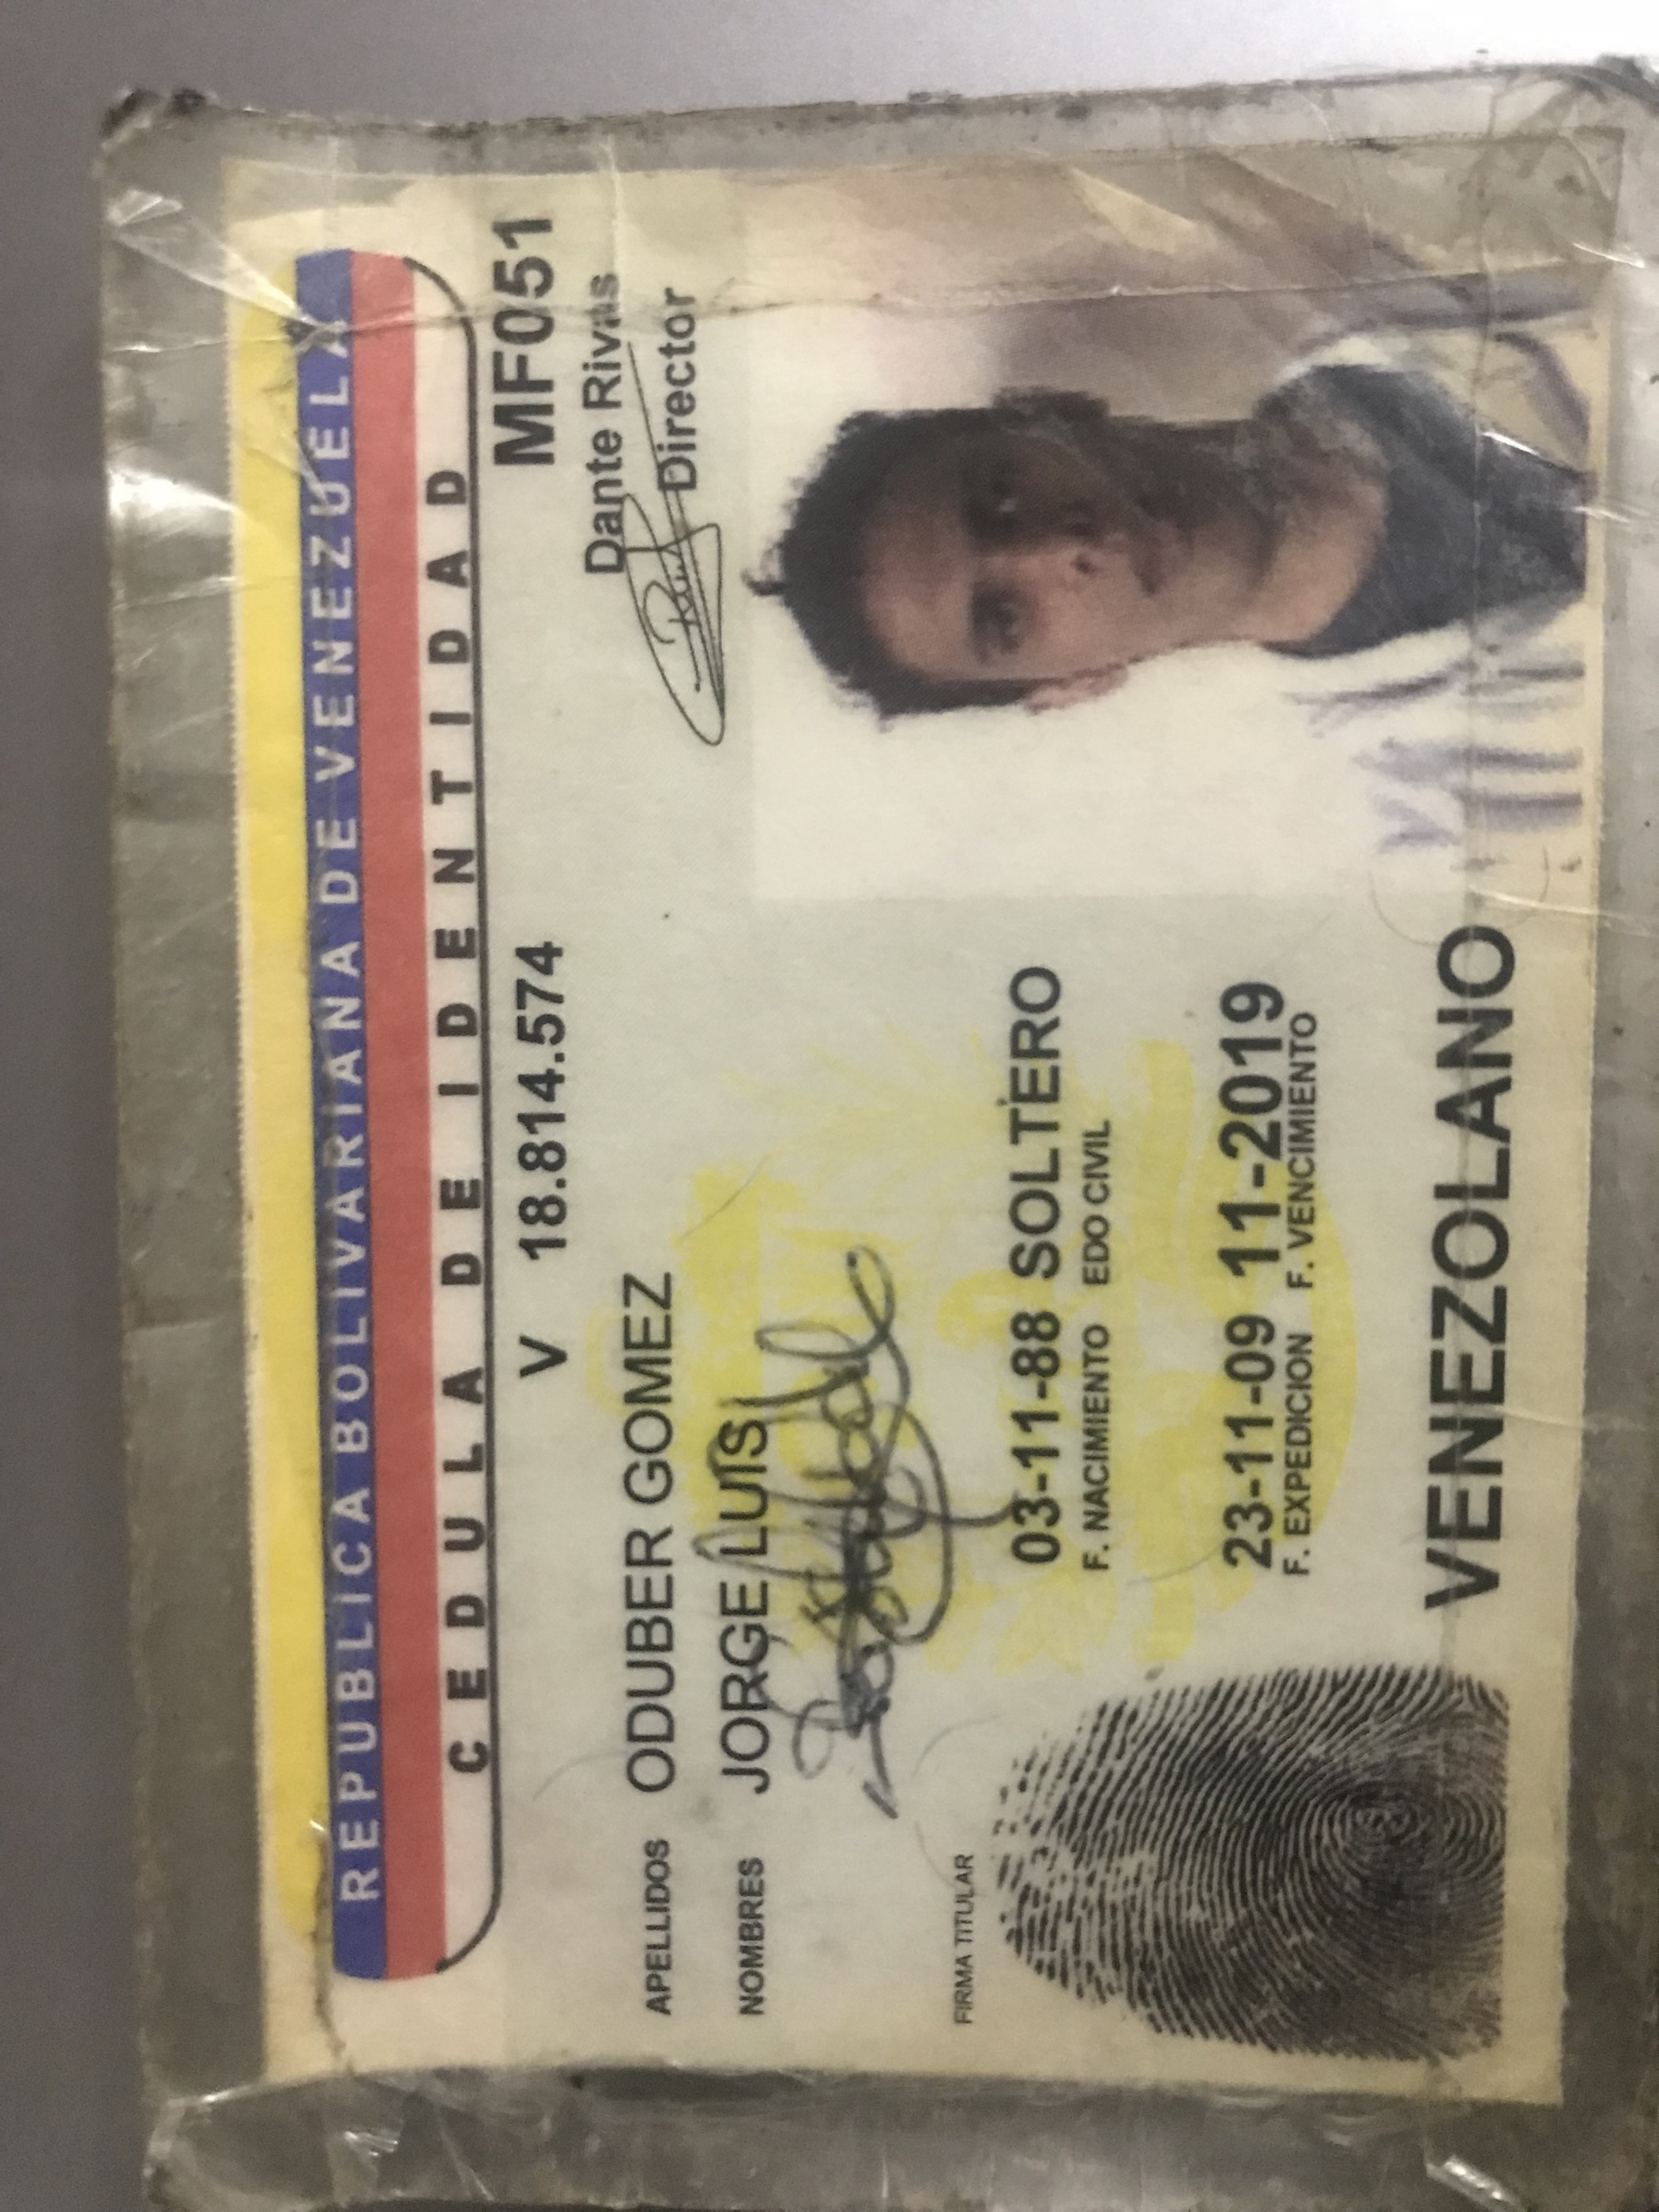 REPUBLICA BOLIVARIANA DE VENEZUELA
CEDULA DE IDENTIDAD
V 18.814.574
MF051
Dante Rivas
Director
APELLIDOS ODUBER GOMEZ
NOMBRES JORGE LUIS
FIRMA TITULAR
03-11-88 SOLTERO
F. NACIMIENTO EDO CIVIL
23-11-09 11-2019
F. EXPEDICION F. VENCIMIENTO
VENEZOLANO